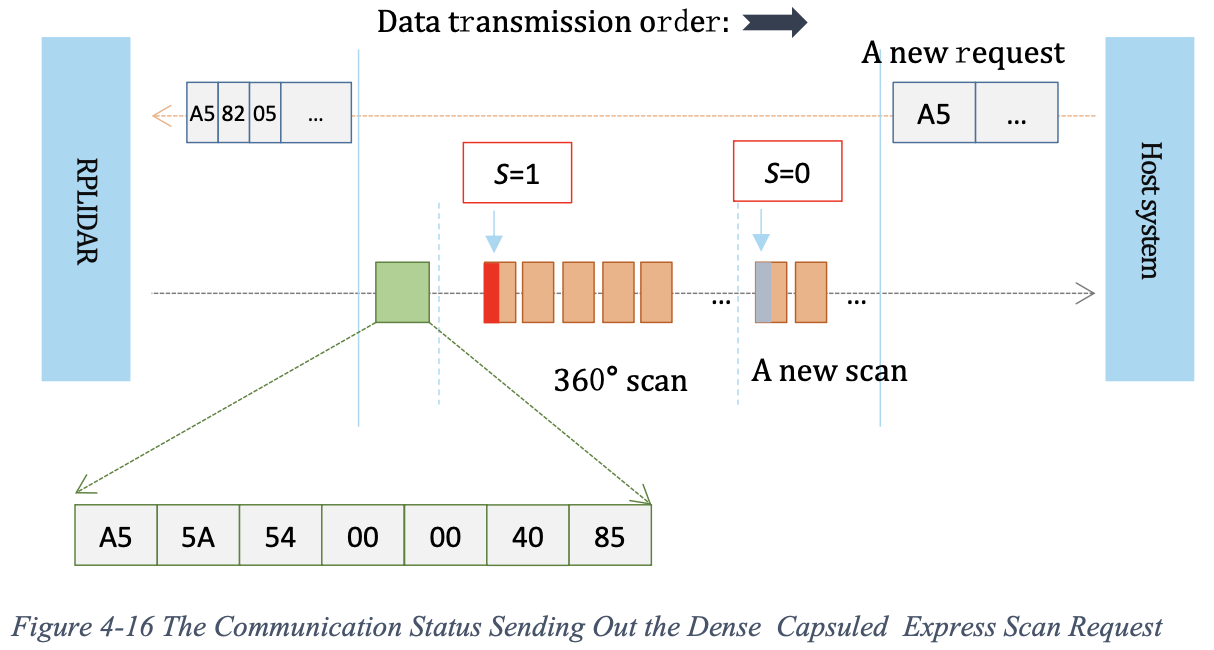 Data transmission order:
A new request
A5 82 05 ...
A5 ...
RPLIDAR
Host system
S=1
S=0
... ...
360° scan
A new scan
A5 5A 54 00 00 40 85
Figure 4-16 The Communication Status Sending Out the Dense Capsuled Express Scan Request